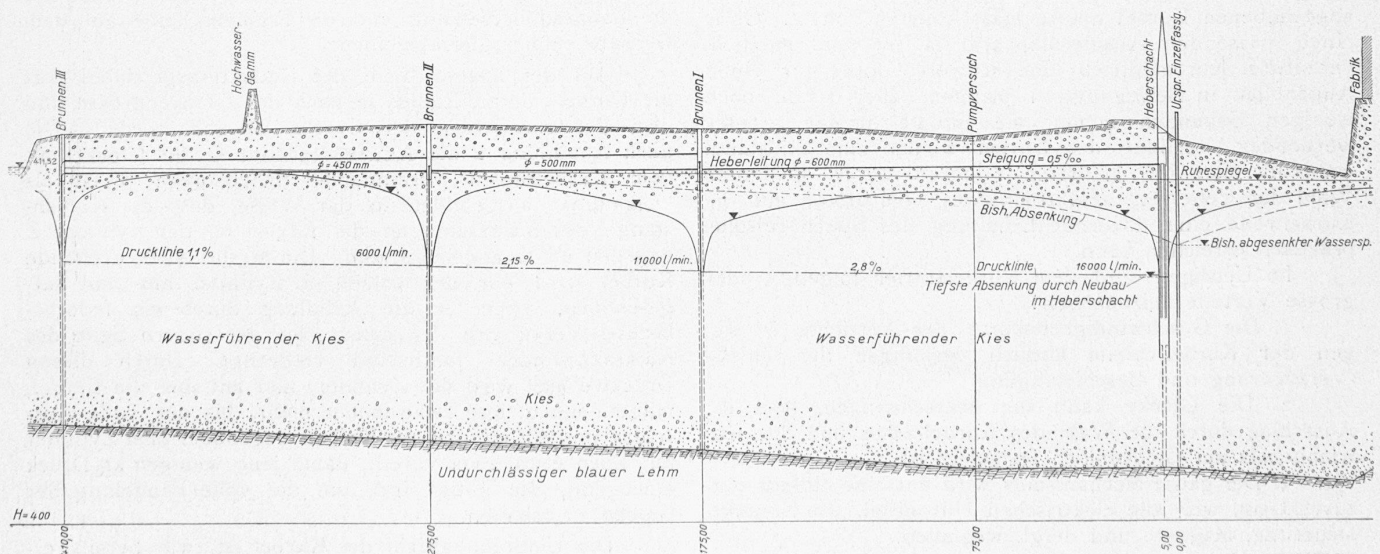 Brunnen III
Hochwasser-
damm
Brunnen II
Brunnen I
Pumpversuch
Heberschacht
Urspr. Einzelfassg.
Fabrik
411,52
ϕ = 450 mm
ϕ = 500 mm
Heberleitung ϕ = 600 mm
Steigung = 0,5 ‰
Ruhespiegel
Bish. Absenkung
Bish. abgesenkter Wassersp.
Drucklinie 1,1 ‰
6000 l/min.
2,15 ‰
11000 l/min.
2,8 ‰
Drucklinie
16000 l/min.
Tiefste Absenkung durch Neubau
im Heberschacht
Wasserführender Kies
Wasserführender Kies
Kies
Undurchlässiger blauer Lehm
H = 400
275,00
175,00
75,00
5,00
0,00